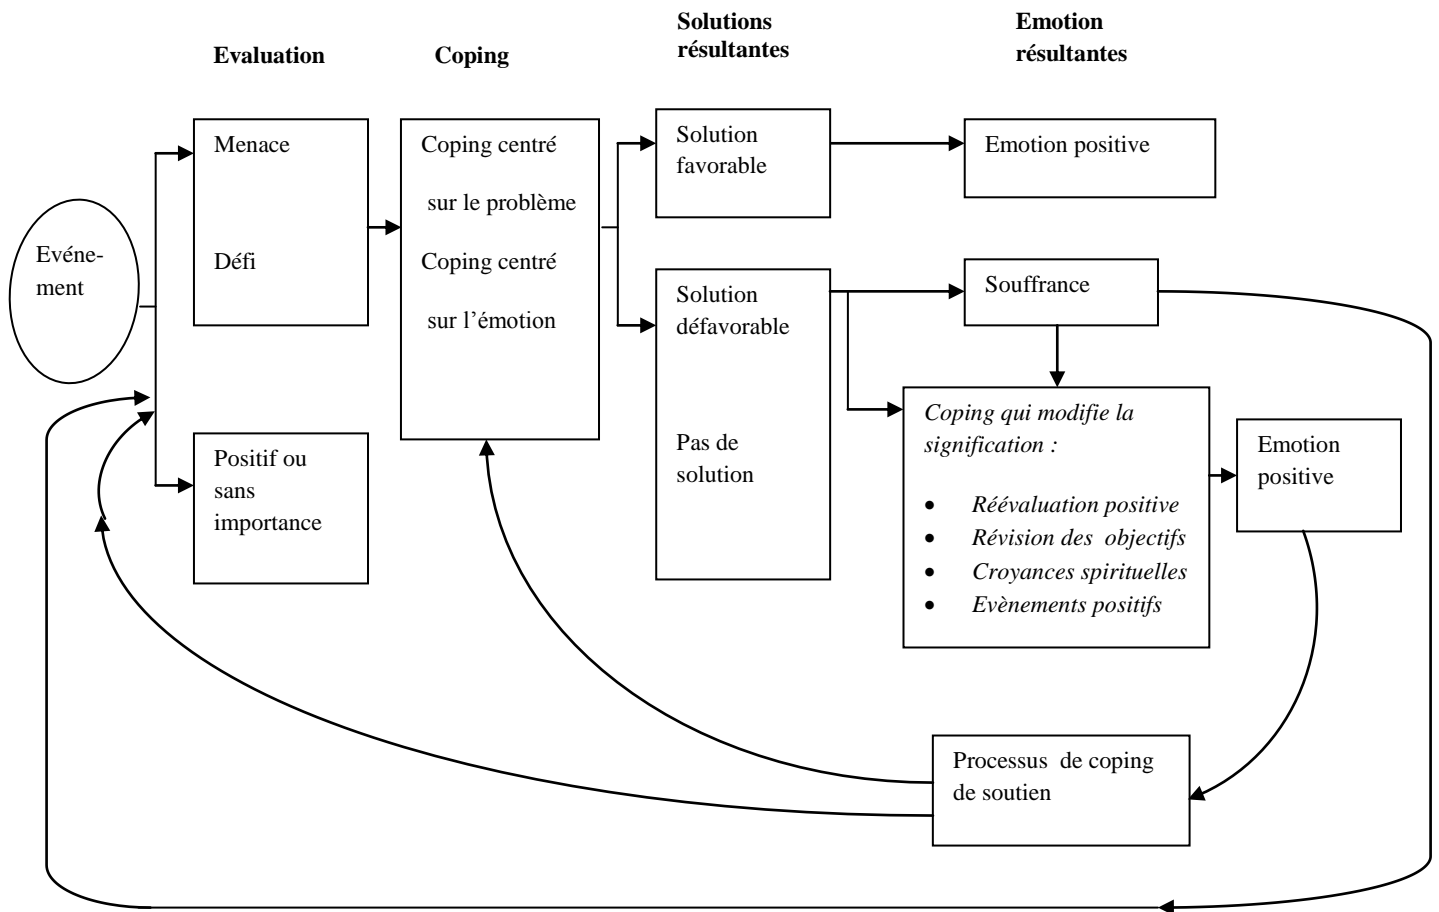 Evaluation
Coping
Solutions
résultantes
Emotion
résultantes
Evéne-
ment
Menace
Défi
Positif ou
sans
importance
Coping centré
sur le problème
Coping centré
sur l’émotion
Solution
favorable
Solution
défavorable
Pas de
solution
Emotion positive
Souffrance
Coping qui modifie la
signification :
• Réévaluation positive
• Révision des objectifs
• Croyances spirituelles
• Evènements positifs
Emotion
positive
Processus de coping
de soutien